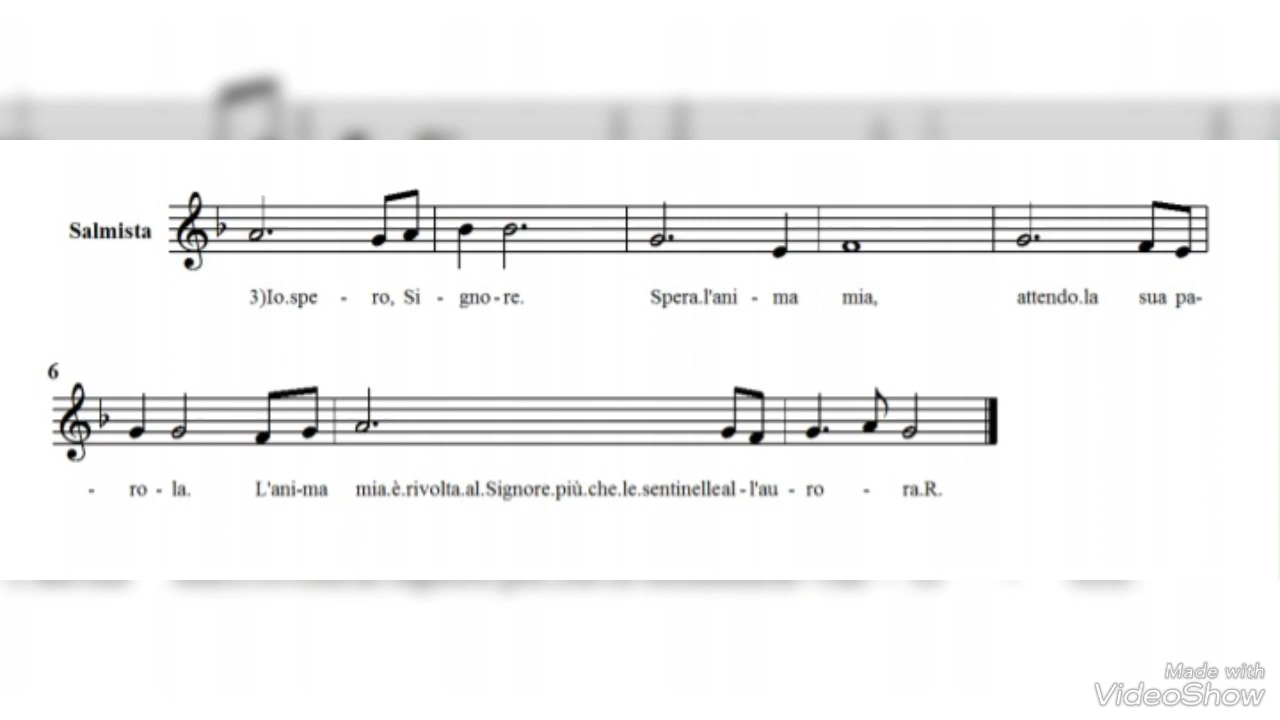 Salmista
3)Io.spe - ro, Si - gno-re. Spera.l'ani - ma mia, attendo.la sua pa-
6
- ro - la. L'ani-ma mia.è.rivolta.al.Signore.più.che.le.sentinelleal-l'au - ro - ra.R.
Made with
VideoShow